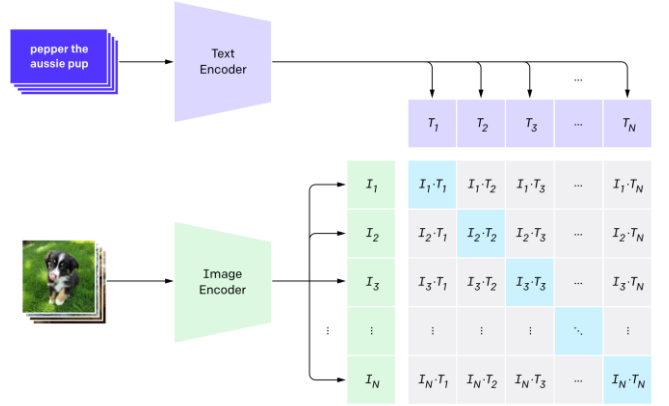 pepper the
aussie pup
Text
Encoder
...
T1 T2 T3 ... TN
I1 I1·T1 I1·T2 I1·T3 ... I1·TN
I2 I2·T1 I2·T2 I2·T3 ... I2·TN
Image
Encoder
I3 I3·T1 I3·T2 I3·T3 ... I3·TN
⋮ ⋮ ⋮ ⋮ ⋮ ⋱ ⋮
IN IN·T1 IN·T2 IN·T3 ... IN·TN